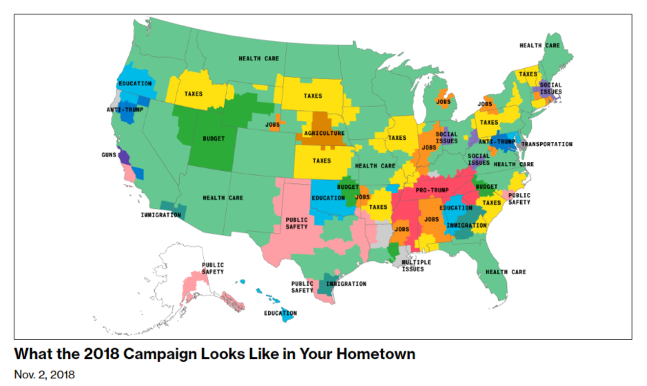 HEALTH CARE
HEALTH CARE
EDUCATION
TAXES
TAXES
TAXES
SOCIAL
ISSUES
ANTI-TRUMP
JOBS
JOBS
JOBS
AGRICULTURE
BUDGET
TAXES
TAXES
SOCIAL
ISSUES
ANTI-TRUMP
TRANSPORTATION
JOBS
GUNS
TAXES
HEALTH CARE
SOCIAL
ISSUES
HEALTH CARE
BUDGET
PRO-TRUMP
BUDGET
HEALTH CARE
EDUCATION
JOBS
TAXES
EDUCATION
TAXES
PUBLIC
SAFETY
IMMIGRATION
PUBLIC
SAFETY
JOBS
JOBS
IMMIGRATION
PUBLIC
SAFETY
MULTIPLE
ISSUES
HEALTH CARE
PUBLIC
SAFETY
IMMIGRATION
EDUCATION
What the 2018 Campaign Looks Like in Your Hometown
Nov. 2, 2018